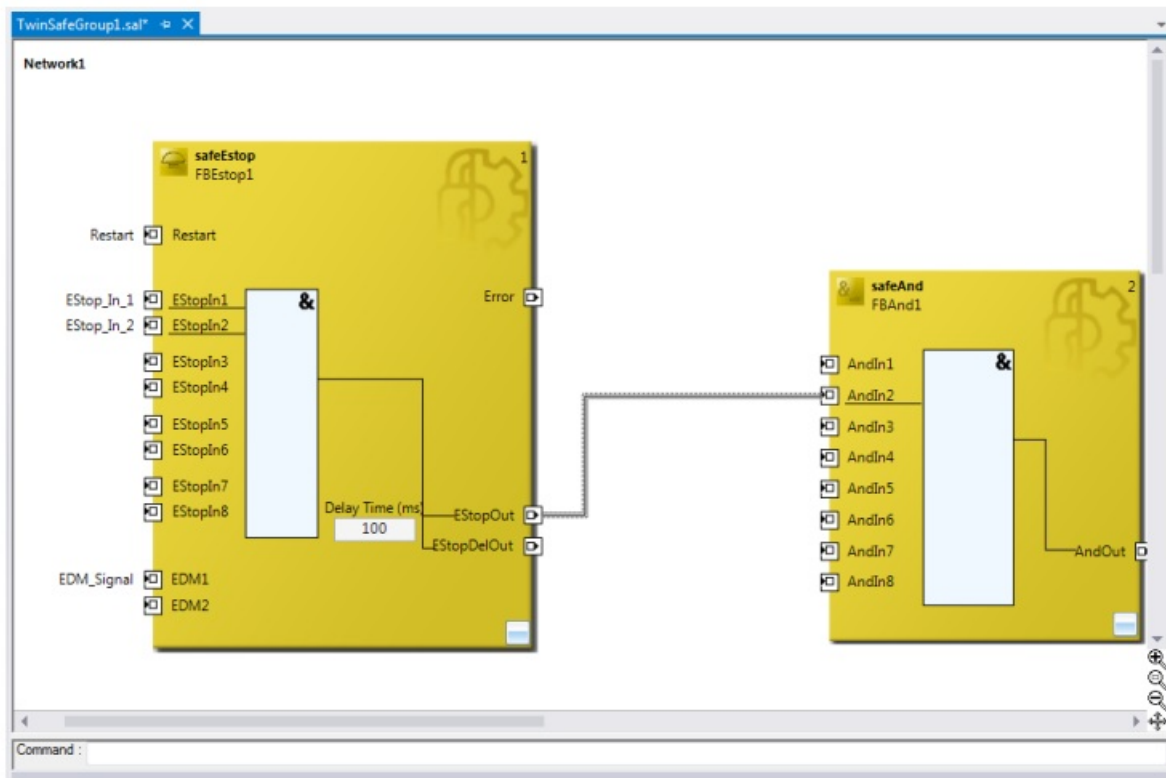 TwinSafeGroup1.sal*
Network1
safeEstop
1
FBEstop1
Restart
Restart
EStop_In_1
EStopIn1
&
Error
EStop_In_2
EStopIn2
EStopIn3
EStopIn4
EStopIn5
EStopIn6
EStopIn7
EStopIn8
Delay Time (ms)
100
EStopOut
EStopDelOut
EDM_Signal
EDM1
EDM2
&
safeAnd
2
FBAnd1
AndIn1
&
AndIn2
AndIn3
AndIn4
AndIn5
AndIn6
AndIn7
AndOut
AndIn8
Command :